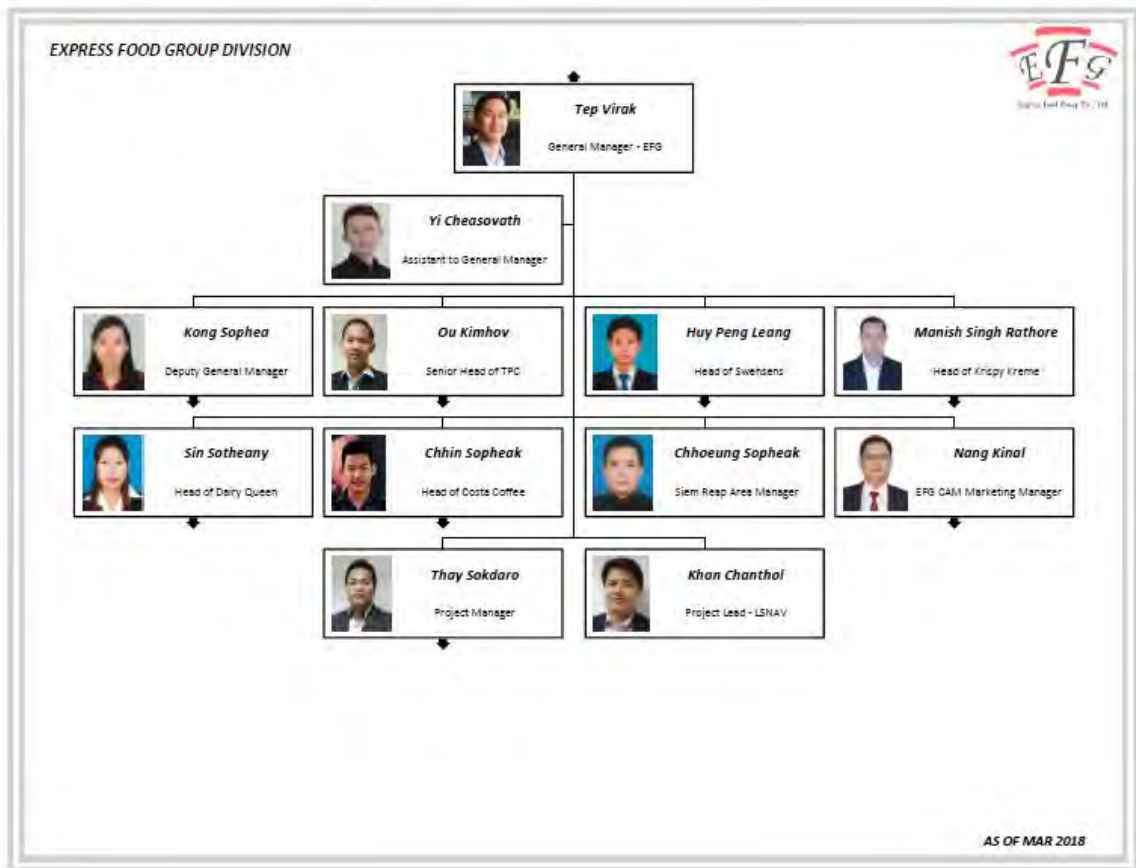 EXPRESS FOOD GROUP DIVISION
EFG
Tep Virak
General Manager - EFG
Yi Cheasovath
Assistant to General Manager
Kong Sophea
Deputy General Manager
Ou Kimhov
Senior Head of TPC
Huy Peng Leang
Head of Swensens
Manish Singh Rathore
Head of Krispy Kreme
Sin Sotheany
Head of Dairy Queen
Chhin Sopheak
Head of Costa Coffee
Chhoeung Sopheak
Siem Reap Area Manager
Nang Kinal
EFG CAM Marketing Manager
Thay Sokdaro
Project Manager
Khan Chanthol
Project Lead - LSNAV
AS OF MAR 2018